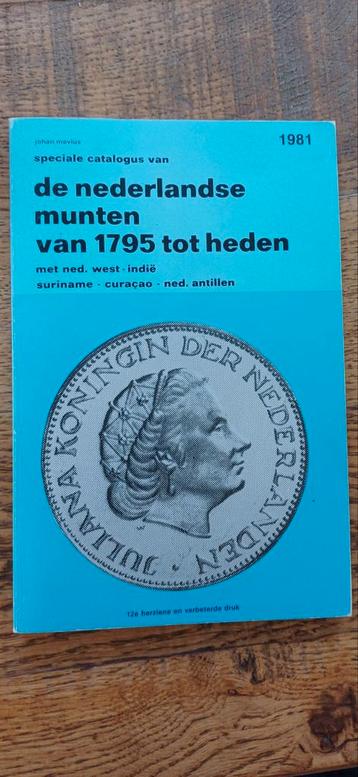 johan mevius
1981
speciale catalogus van
de nederlandse
munten
van 1795 tot heden
met ned. west-indië
suriname - curaçao - ned. antillen
JULIANA KONINGIN DER NEDERLANDEN
12e herziene en verbeterde druk